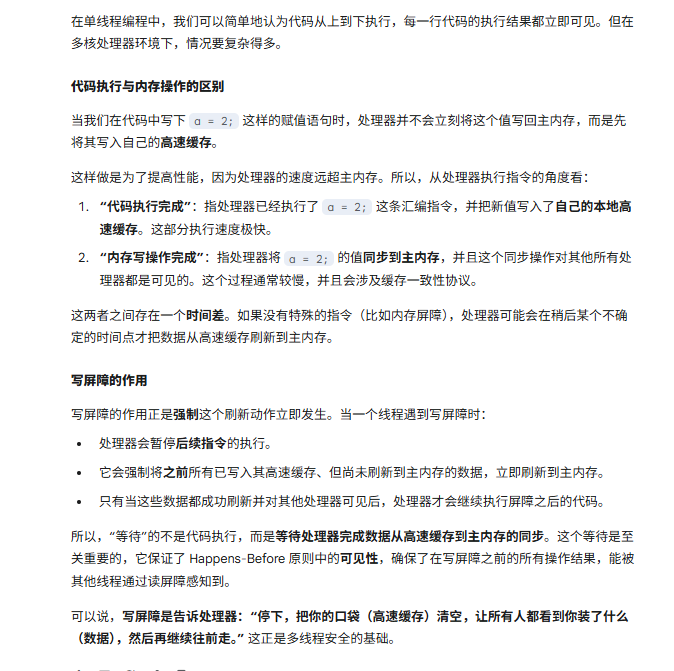 在单线程编程中，我们可以简单地认为代码从上到下执行，每一行代码的执行结果都立即可见。但在
多核处理器环境下，情况要复杂得多。
代码执行与内存操作的区别
当我们在代码中写下 a = 2; 这样的赋值语句时，处理器并不会立刻将这个值写回主内存，而是先
将其写入自己的高速缓存。
这样做是为了提高性能，因为处理器的速度远超主内存。所以，从处理器执行指令的角度看：
1. “代码执行完成”：指处理器已经执行了 a = 2; 这条汇编指令，并把新值写入了自己的本地高
速缓存。这部分执行速度极快。
2. “内存写操作完成”：指处理器将 a = 2; 的值同步到主内存，并且这个同步操作对其他所有处
理器都是可见的。这个过程通常较慢，并且会涉及缓存一致性协议。
这两者之间存在一个时间差。如果没有特殊的指令（比如内存屏障），处理器可能会在稍后某个不确
定的时间点才把数据从高速缓存刷新到主内存。
写屏障的作用
写屏障的作用正是强制这个刷新动作立即发生。当一个线程遇到写屏障时：
• 处理器会暂停后续指令的执行。
• 它会强制将之前所有已写入其高速缓存、但尚未刷新到主内存的数据，立即刷新到主内存。
• 只有当这些数据都成功刷新并对其他处理器可见后，处理器才会继续执行屏障之后的代码。
所以，“等待”的不是代码执行，而是等待处理器完成数据从高速缓存到主内存的同步。这个等待是至
关重要的，它保证了 Happens-Before 原则中的可见性，确保了在写屏障之前的所有操作结果，能被
其他线程通过读屏障感知到。
可以说，写屏障是告诉处理器：“停下，把你的口袋（高速缓存）清空，让所有人都看到你装了什么
（数据），然后再继续往前走。” 这正是多线程安全的基础。